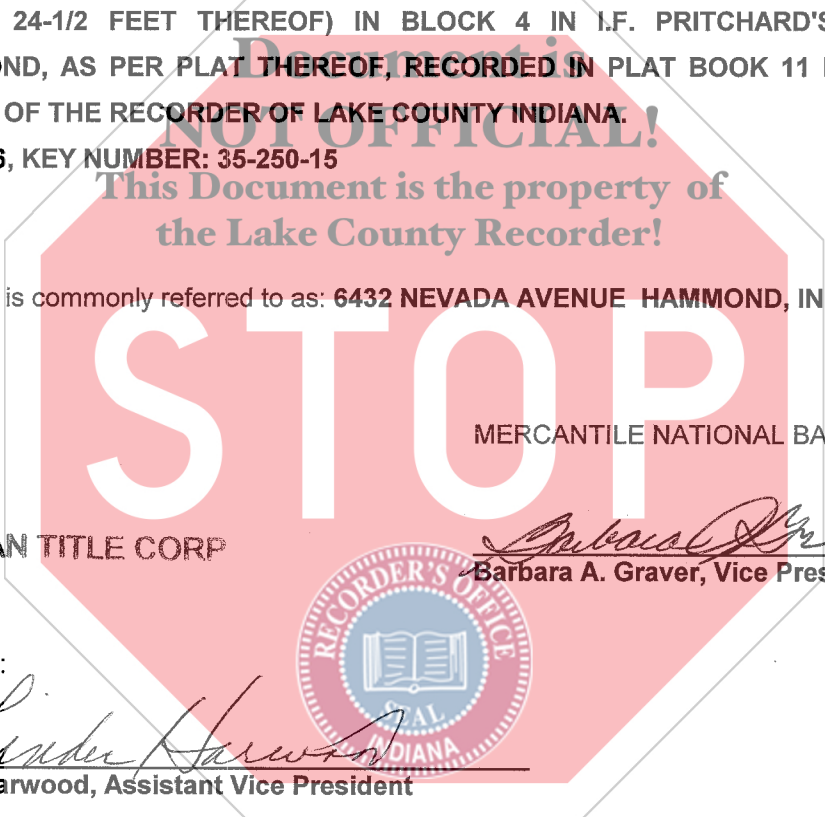 24-1/2 FEET THEREOF) IN BLOCK 4 IN I.F. PRITCHARD'S
OND, AS PER PLAT THEREOF, RECORDED IN PLAT BOOK 11
OF THE RECORDER OF LAKE COUNTY INDIANA.
6, KEY NUMBER: 35-250-15
Document is
NOT OFFICIAL!
This Document is the property of
the Lake County Recorder!
is commonly referred to as: 6432 NEVADA AVENUE HAMMOND, IN
STOP
MERCANTILE NATIONAL BA
AN TITLE CORP
Barbara A. Graver, Vice Pres
RECORDER'S OFFICE
SEAL
INDIANA
:
Linder Harwood
arwood, Assistant Vice President